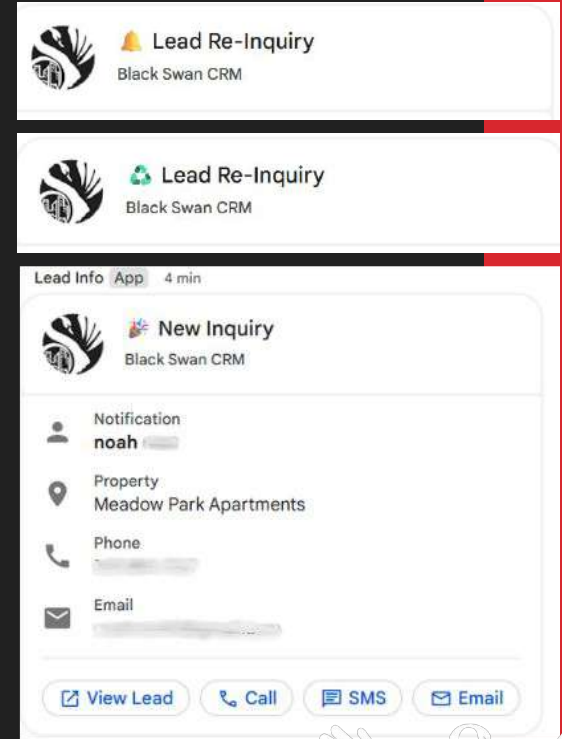 Lead Re-Inquiry
Black Swan CRM
Lead Re-Inquiry
Black Swan CRM
Lead Info App 4 min
New Inquiry
Black Swan CRM
Notification
noah
Property
Meadow Park Apartments
Phone
Email
View Lead Call SMS Email